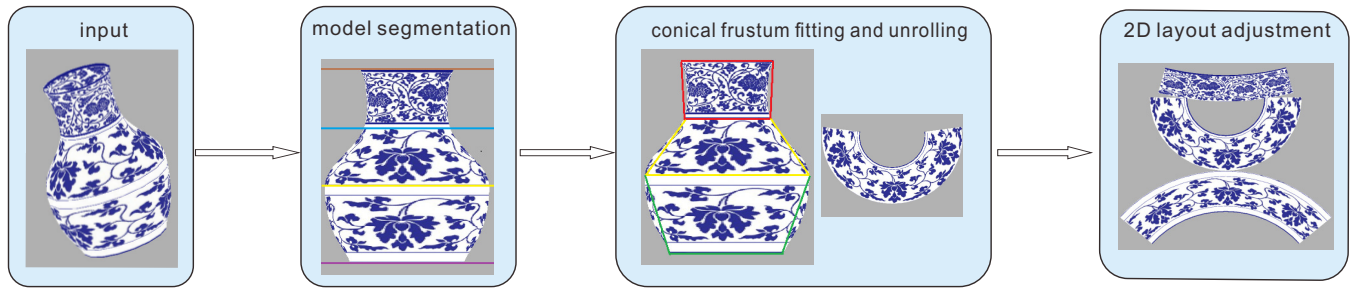 input
model segmentation
conical frustum fitting and unrolling
2D layout adjustment